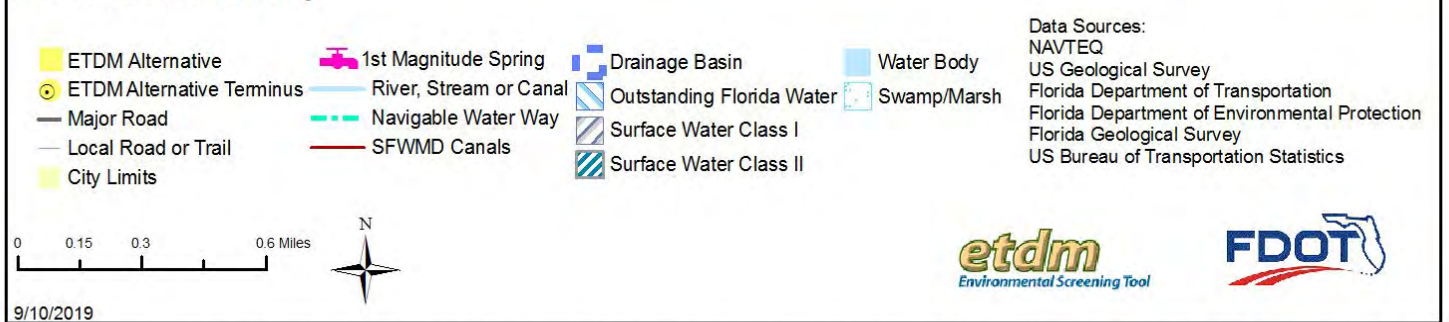 ETDM Alternative
ETDM Alternative Terminus
Major Road
Local Road or Trail
City Limits
1st Magnitude Spring
River, Stream or Canal
Navigable Water Way
SFWMD Canals
Drainage Basin
Outstanding Florida Water
Surface Water Class I
Surface Water Class II
Water Body
Swamp/Marsh
Data Sources:
NAVTEQ
US Geological Survey
Florida Department of Transportation
Florida Department of Environmental Protection
Florida Geological Survey
US Bureau of Transportation Statistics
0 0.15 0.3 0.6 Miles
N
etdm
Environmental Screening Tool
FDOT
9/10/2019